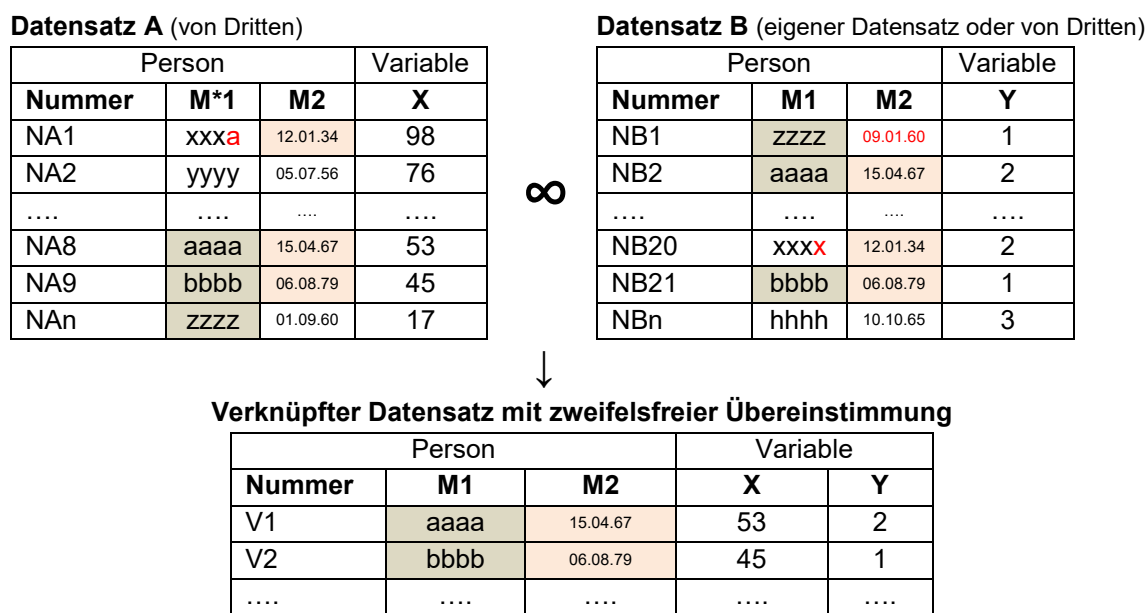 Datensatz A (von Dritten)
Person Variable
Nummer M*1 M2 X
NA1 xxxa 12.01.34 98
NA2 yyyy 05.07.56 76
…. …. …. ….
NA8 aaaa 15.04.67 53
NA9 bbbb 06.08.79 45
NAn zzzz 01.09.60 17
∞
Datensatz B (eigener Datensatz oder von Dritten)
Person Variable
Nummer M1 M2 Y
NB1 zzzz 09.01.60 1
NB2 aaaa 15.04.67 2
…. …. …. ….
NB20 xxxx 12.01.34 2
NB21 bbbb 06.08.79 1
NBn hhhh 10.10.65 3
↓
Verknüpfter Datensatz mit zweifelsfreier Übereinstimmung
Person Variable
Nummer M1 M2 X Y
V1 aaaa 15.04.67 53 2
V2 bbbb 06.08.79 45 1
…. …. …. …. ….